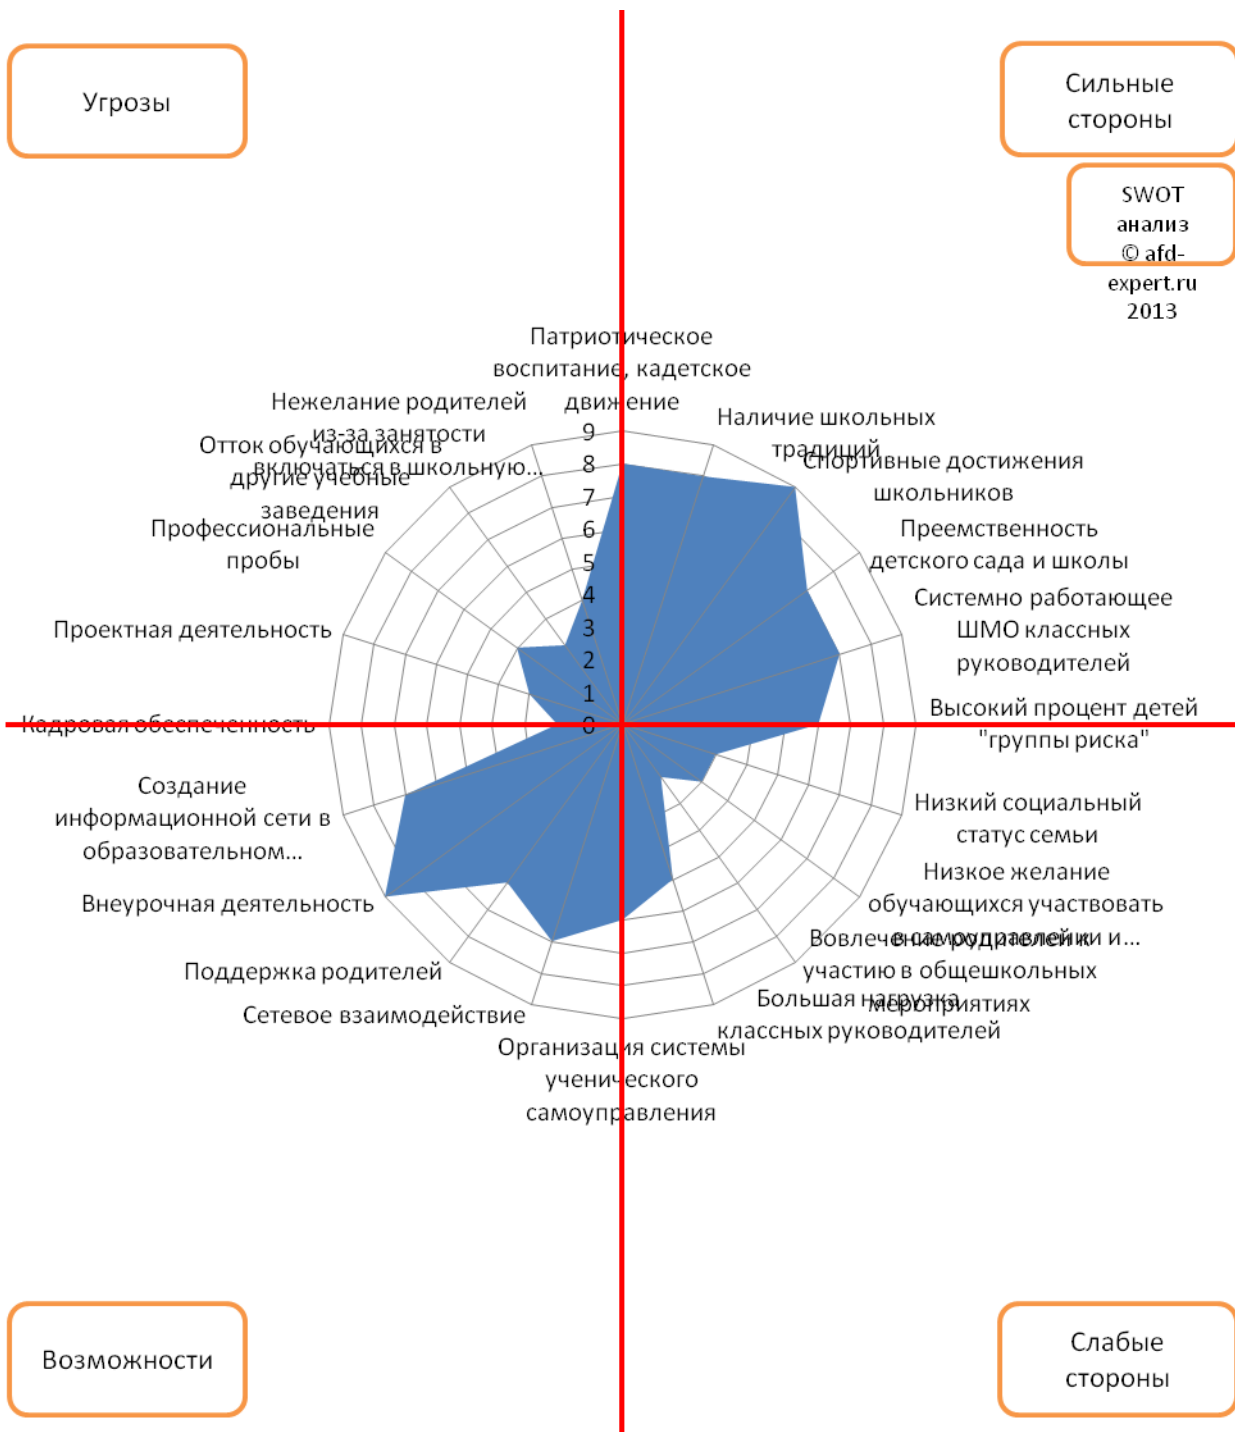 Угрозы
Сильные
стороны
SWOT
анализ
© afd-
expert.ru
2013
Патриотическое
воспитание, кадетское
движение
Наличие школьных
традиций
Спортивные достижения
школьников
Преемственность
детского сада и школы
Системно работающее
ШМО классных
руководителей
Высокий процент детей
"группы риска"
Низкий социальный
статус семьи
Низкое желание
обучающихся участвовать
в самоуправлении и...
Вовлечение родителей к
участию в общешкольных
мероприятиях
Большая нагрузка
классных руководителей
Организация системы
ученического
самоуправления
Сетевое взаимодействие
Поддержка родителей
Внеурочная деятельность
Создание
информационной сети в
образовательном...
Кадровая обеспеченность
Проектная деятельность
Профессиональные
пробы
Отток обучающихся в
другие учебные
заведения
Нежелание родителей
из-за занятости
включаться в школьную...
9
8
7
6
5
4
3
2
1
0
Возможности
Слабые
стороны